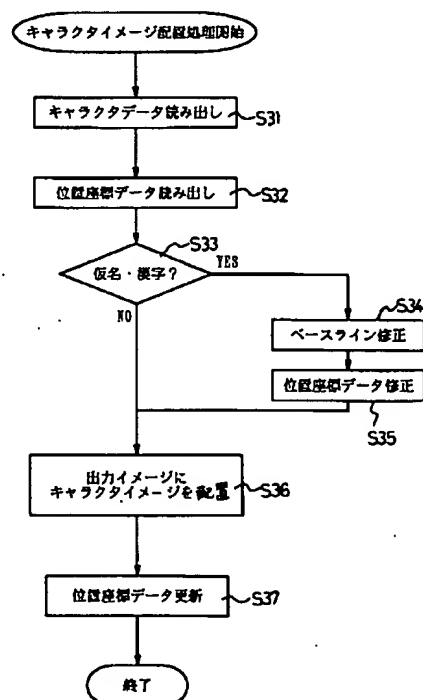 キャラクタイメージ配置処理開始
キャラクタデータ読み出し
S31
位置座標データ読み出し
S32
S33
仮名・漢字?
YES
NO
S34
ベースライン修正
位置座標データ修正
S35
出力イメージに
キャラクタイメージを配置
S36
位置座標データ更新
S37
終了